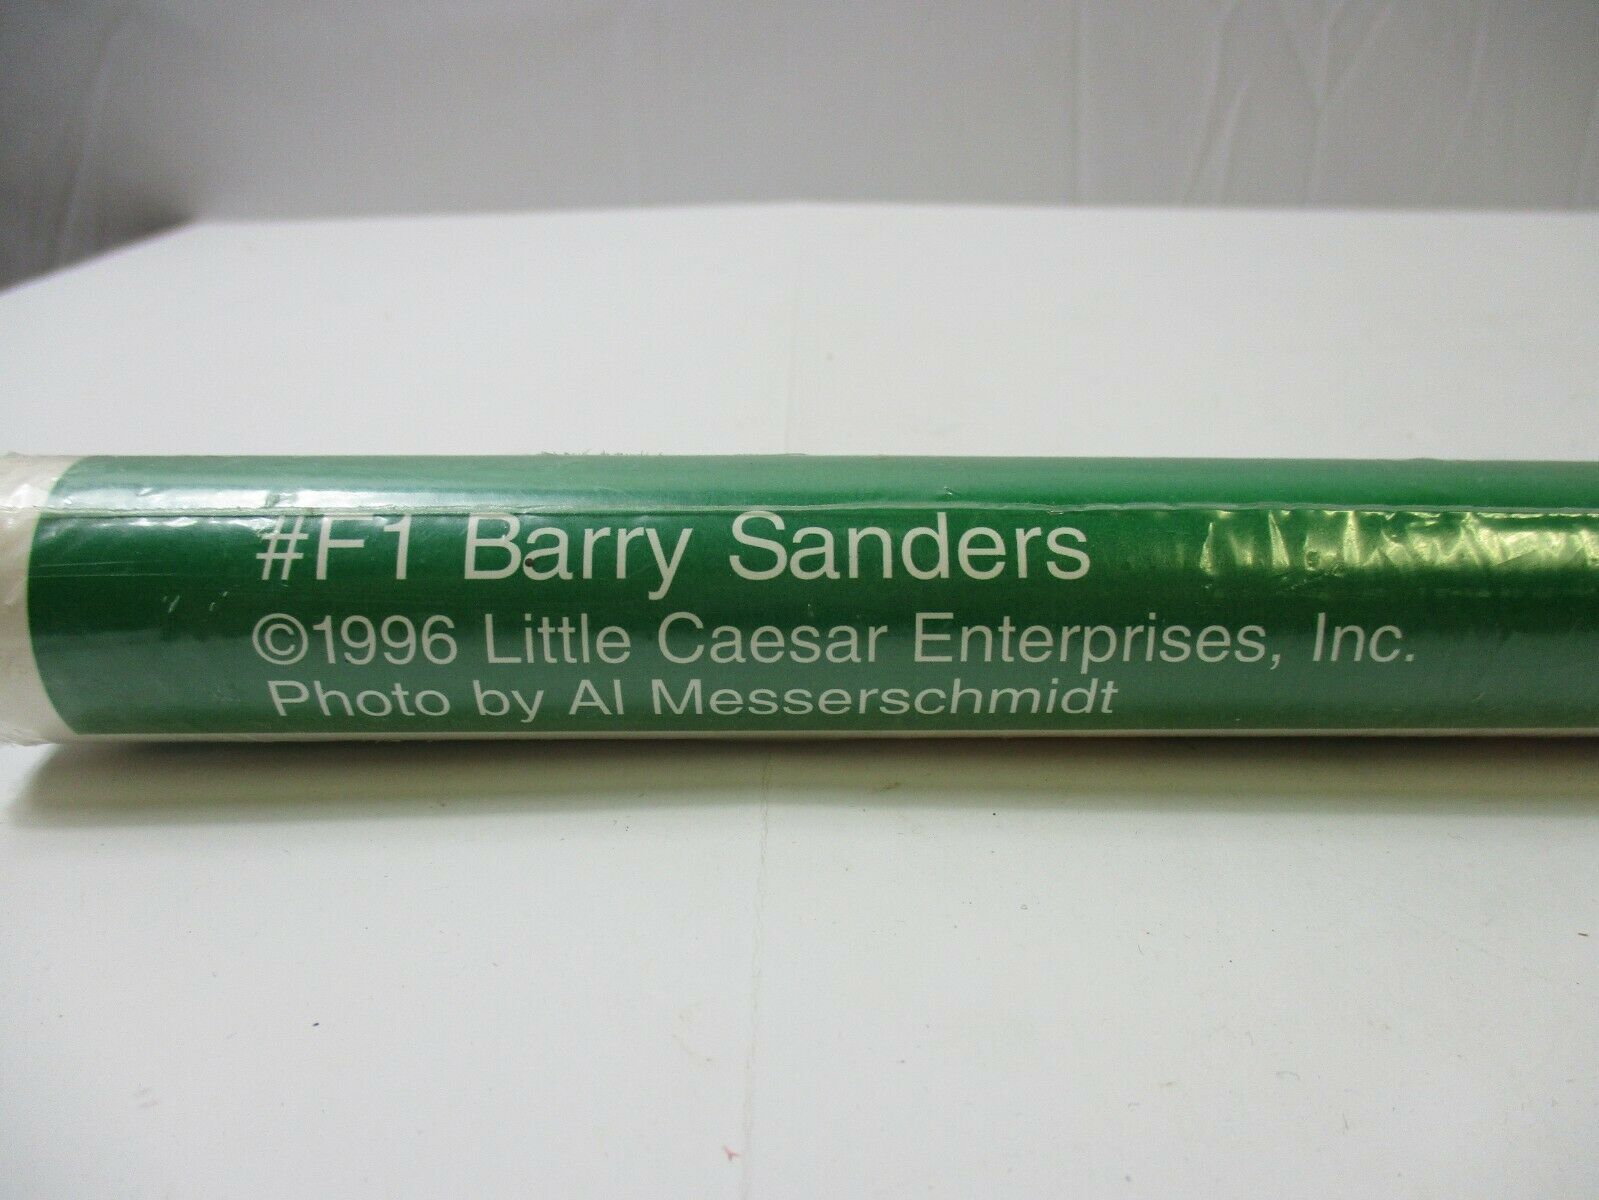 #F1 Barry Sanders
©1996 Little Caesar Enterprises, Inc.
Photo by Al Messerschmidt